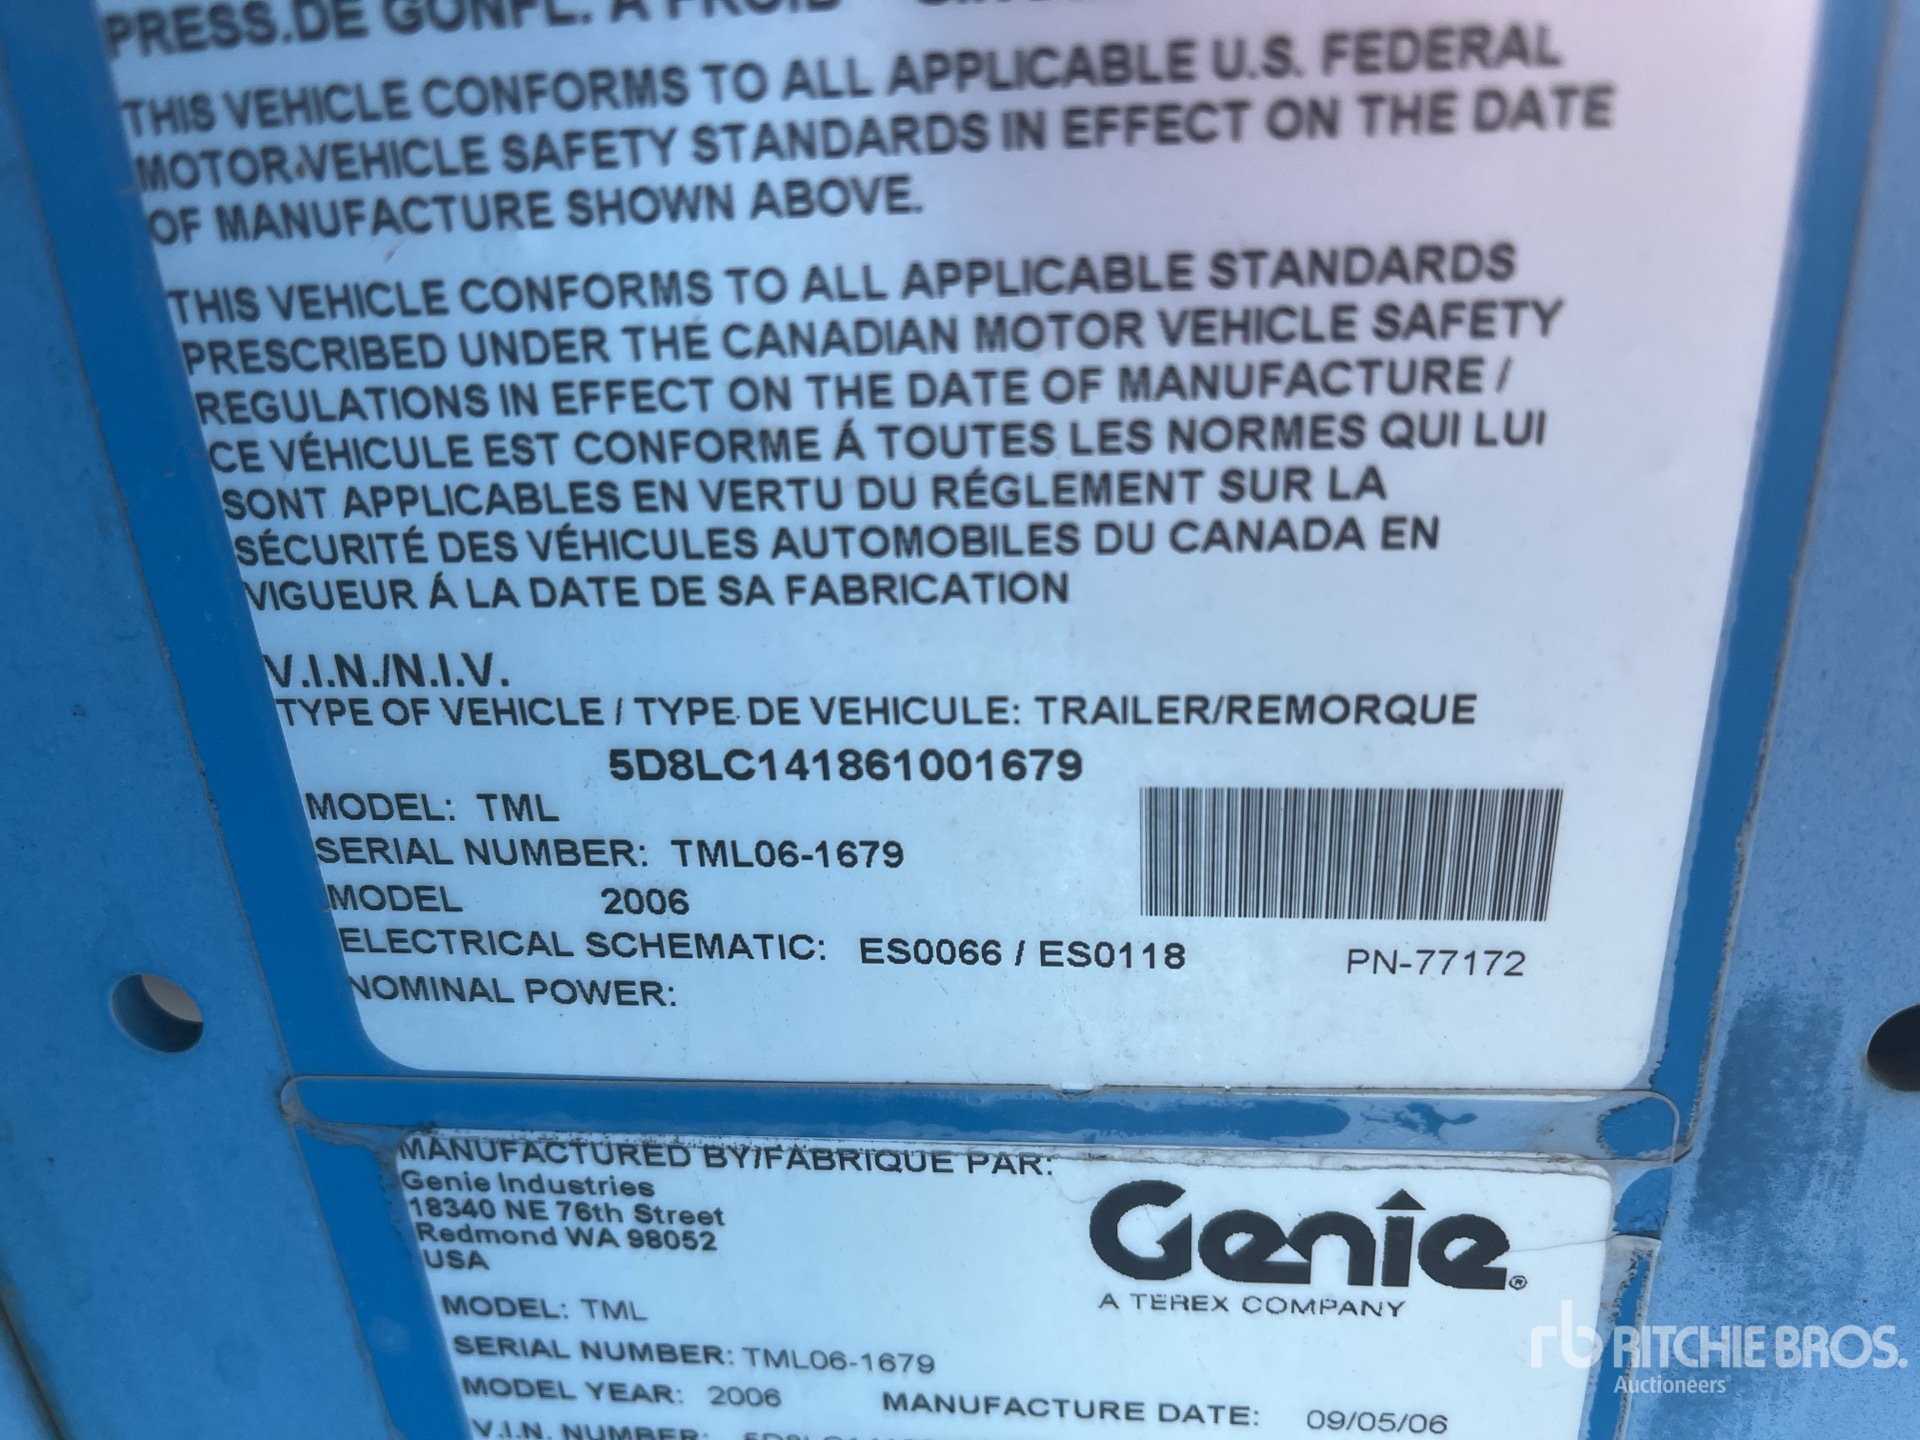 PRESS.DE GONFL. A FROID
THIS VEHICLE CONFORMS TO ALL APPLICABLE U.S. FEDERAL
MOTOR VEHICLE SAFETY STANDARDS IN EFFECT ON THE DATE
OF MANUFACTURE SHOWN ABOVE.
THIS VEHICLE CONFORMS TO ALL APPLICABLE STANDARDS
PRESCRIBED UNDER THE CANADIAN MOTOR VEHICLE SAFETY
REGULATIONS IN EFFECT ON THE DATE OF MANUFACTURE /
CE VÉHICULE EST CONFORME Á TOUTES LES NORMES QUI LUI
SONT APPLICABLES EN VERTU DU RÉGLEMENT SUR LA
SÉCURITÉ DES VÉHICULES AUTOMOBILES DU CANADA EN
VIGUEUR Á LA DATE DE SA FABRICATION
V.I.N./N.I.V.
TYPE OF VEHICLE / TYPE DE VEHICULE: TRAILER/REMORQUE
5D8LC141861001679
MODEL: TML
SERIAL NUMBER: TML06-1679
MODEL 2006
ELECTRICAL SCHEMATIC: ES0066 / ES0118
PN-77172
NOMINAL POWER:
MANUFACTURED BY/FABRIQUE PAR:
Genie Industries
18340 NE 76th Street
Redmond WA 98052
USA
Genie®
A TEREX COMPANY
MODEL: TML
SERIAL NUMBER: TML06-1679
MODEL YEAR: 2006 MANUFACTURE DATE: 09/05/06
V.I.N. NUMBER:
rb RITCHIE BROS.
Auctioneers